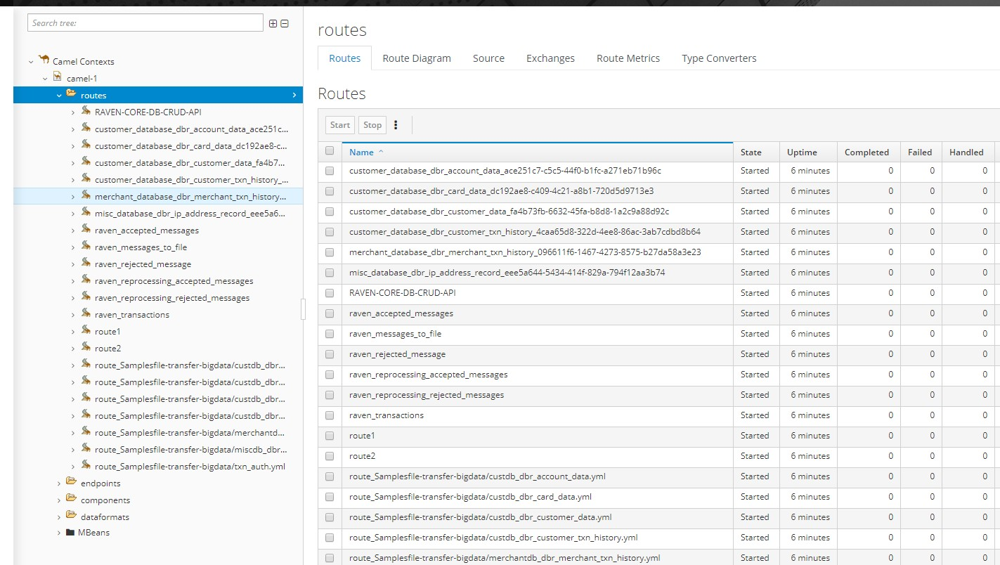 Search tree:
Camel Contexts
camel-1
routes
RAVEN-CORE-DB-CRUD-API
customer_database_dbr_account_data_ace251c...
customer_database_dbr_card_data_dc192ae8-c...
customer_database_dbr_customer_data_fa4b7...
customer_database_dbr_customer_txn_history_...
merchant_database_dbr_merchant_txn_history...
misc_database_dbr_ip_address_record_eee5a6...
raven_accepted_messages
raven_messages_to_file
raven_rejected_message
raven_reprocessing_accepted_messages
raven_reprocessing_rejected_messages
raven_transactions
route1
route2
route_Samplesfile-transfer-bigdata/custdb_dbr...
route_Samplesfile-transfer-bigdata/custdb_dbr...
route_Samplesfile-transfer-bigdata/custdb_dbr...
route_Samplesfile-transfer-bigdata/custdb_dbr...
route_Samplesfile-transfer-bigdata/merchantd...
route_Samplesfile-transfer-bigdata/miscdb_dbr...
route_Samplesfile-transfer-bigdata/txn_auth.yml
endpoints
components
dataformats
MBeans
routes
Routes Route Diagram Source Exchanges Route Metrics Type Converters
Routes
Start Stop
Name State Uptime Completed Failed Handled
customer_database_dbr_account_data_ace251c7-c5c5-44f0-b1fc-a271eb71b96c Started 6 minutes 0 0 0
customer_database_dbr_card_data_dc192ae8-c409-4c21-a8b1-720d5d9713e3 Started 6 minutes 0 0 0
customer_database_dbr_customer_data_fa4b73fb-6632-45fa-b8d8-1a2c9a88d92c Started 6 minutes 0 0 0
customer_database_dbr_customer_txn_history_4caa65d8-322d-4ee8-86ac-3ab7cdbd8b64 Started 6 minutes 0 0 0
merchant_database_dbr_merchant_txn_history_096611f6-1467-4273-8575-b27da58a3e23 Started 6 minutes 0 0 0
misc_database_dbr_ip_address_record_eee5a644-5434-414f-829a-794f12aa3b74 Started 6 minutes 0 0 0
RAVEN-CORE-DB-CRUD-API Started 6 minutes 0 0 0
raven_accepted_messages Started 6 minutes 0 0 0
raven_messages_to_file Started 6 minutes 0 0 0
raven_rejected_message Started 6 minutes 0 0 0
raven_reprocessing_accepted_messages Started 6 minutes 0 0 0
raven_reprocessing_rejected_messages Started 6 minutes 0 0 0
raven_transactions Started 6 minutes 0 0 0
route1 Started 6 minutes 0 0 0
route2 Started 6 minutes 0 0 0
route_Samplesfile-transfer-bigdata/custdb_dbr_account_data.yml Started 6 minutes 0 0 0
route_Samplesfile-transfer-bigdata/custdb_dbr_card_data.yml Started 6 minutes 0 0 0
route_Samplesfile-transfer-bigdata/custdb_dbr_customer_data.yml Started 6 minutes 0 0 0
route_Samplesfile-transfer-bigdata/custdb_dbr_customer_txn_history.yml Started 6 minutes 0 0 0
route_Samplesfile-transfer-bigdata/merchantdb_dbr_merchant_txn_history.yml Started 6 minutes 0 0 0